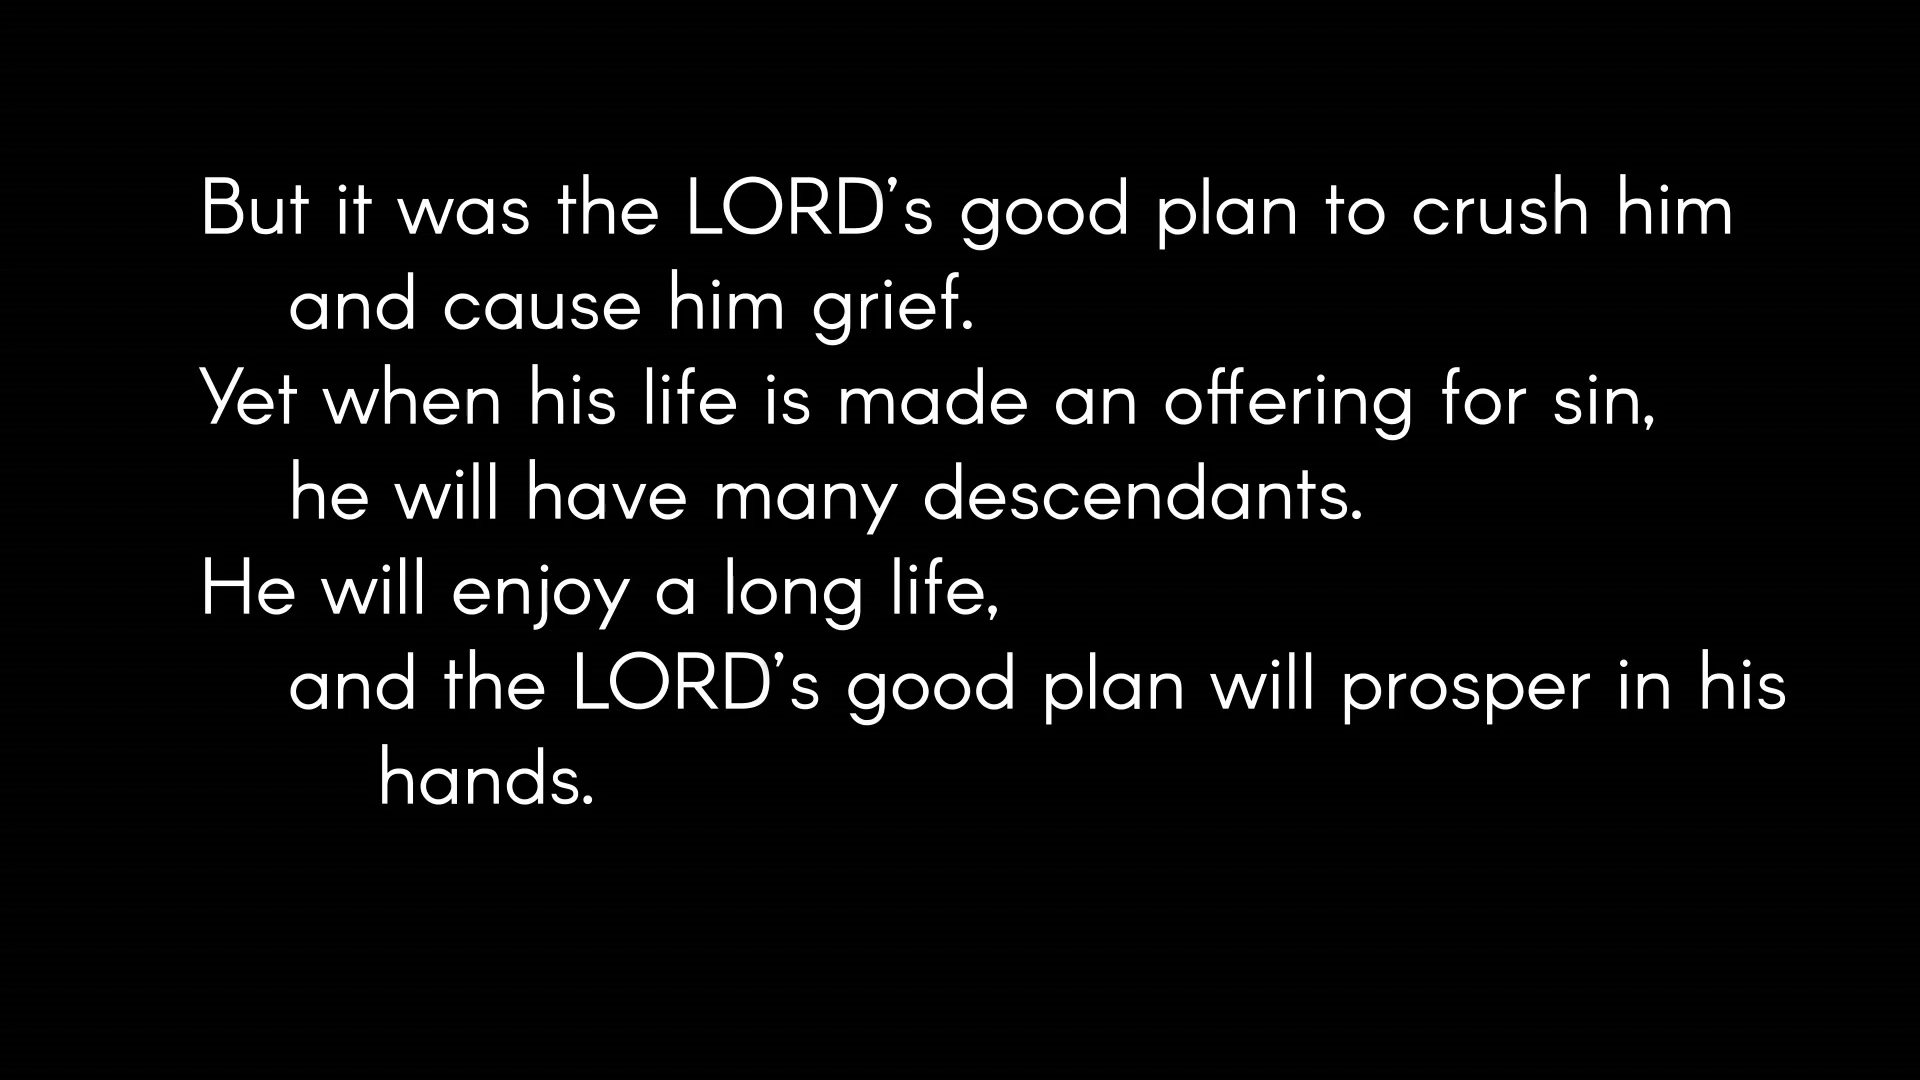 But it was the LORD’s good plan to crush him
and cause him grief.
Yet when his life is made an offering for sin,
he will have many descendants.
He will enjoy a long life,
and the LORD’s good plan will prosper in his
hands.